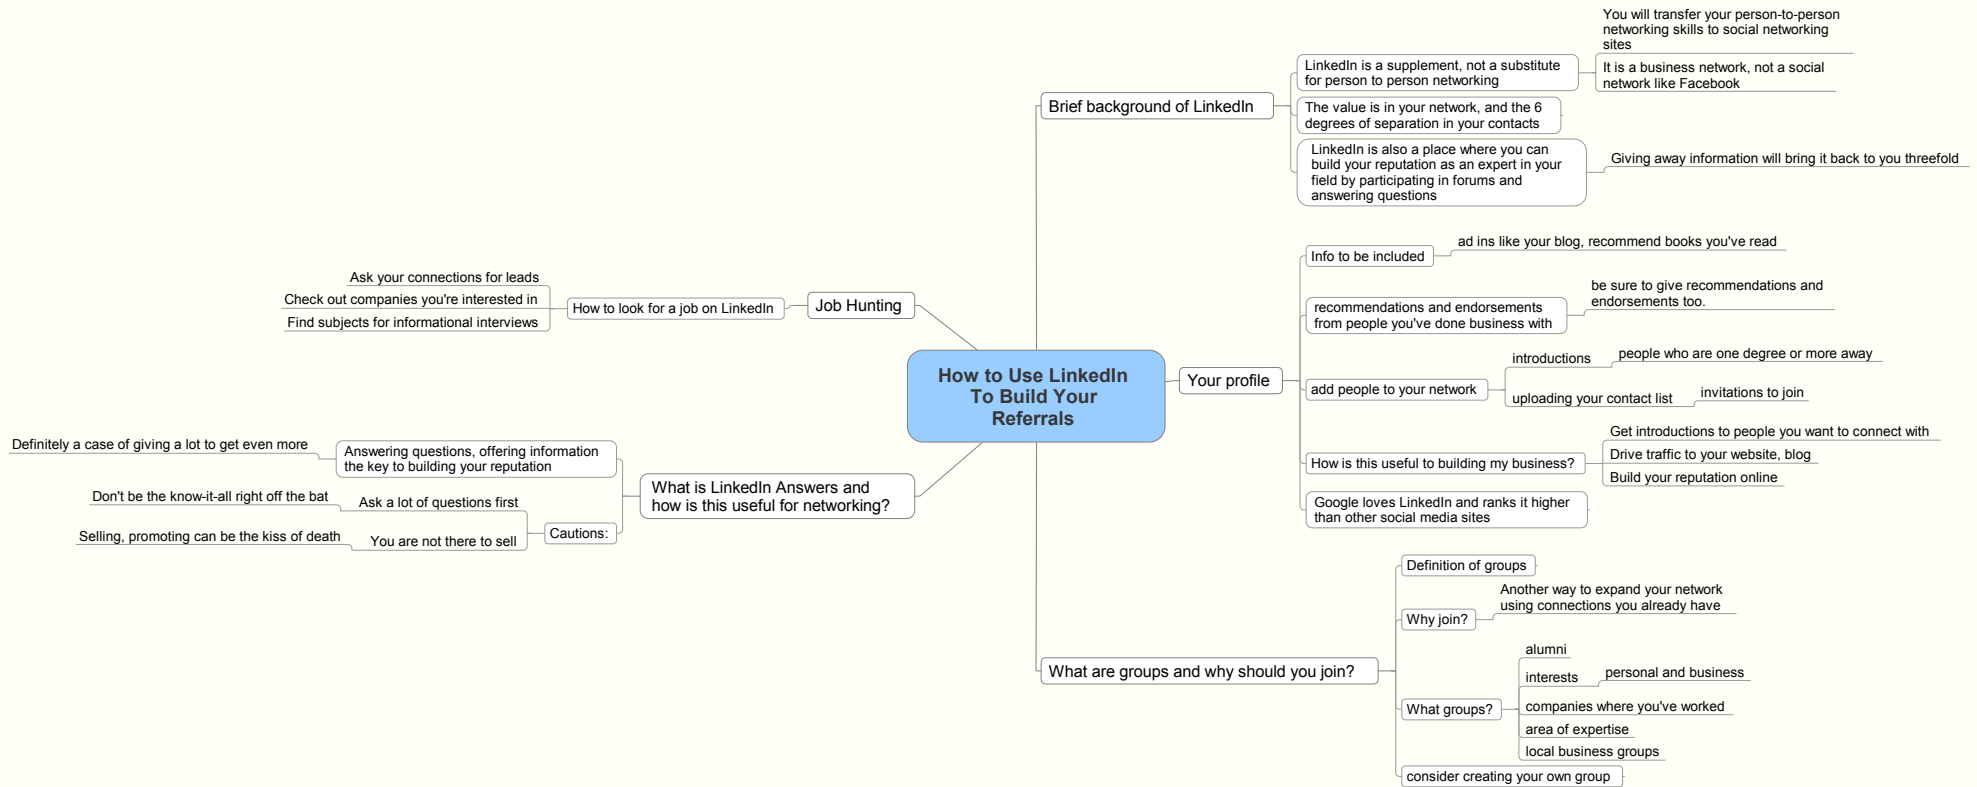 How to Use LinkedIn
To Build Your
Referrals
Brief background of LinkedIn
LinkedIn is a supplement, not a substitute
for person to person networking
You will transfer your person-to-person
networking skills to social networking
sites
It is a business network, not a social
network like Facebook
The value is in your network, and the 6
degrees of separation in your contacts
LinkedIn is also a place where you can
build your reputation as an expert in your
field by participating in forums and
answering questions
Giving away information will bring it back to you threefold
Your profile
Info to be included
ad ins like your blog, recommend books you've read
recommendations and endorsements
from people you've done business with
be sure to give recommendations and
endorsements too.
add people to your network
introductions
people who are one degree or more away
uploading your contact list
invitations to join
How is this useful to building my business?
Get introductions to people you want to connect with
Drive traffic to your website, blog
Build your reputation online
Google loves LinkedIn and ranks it higher
than other social media sites
What are groups and why should you join?
Definition of groups
Why join?
Another way to expand your network
using connections you already have
What groups?
alumni
interests
personal and business
companies where you've worked
area of expertise
local business groups
consider creating your own group
What is LinkedIn Answers and
how is this useful for networking?
Answering questions, offering information
the key to building your reputation
Definitely a case of giving a lot to get even more
Cautions:
Ask a lot of questions first
Don't be the know-it-all right off the bat
You are not there to sell
Selling, promoting can be the kiss of death
Job Hunting
How to look for a job on LinkedIn
Ask your connections for leads
Check out companies you're interested in
Find subjects for informational interviews